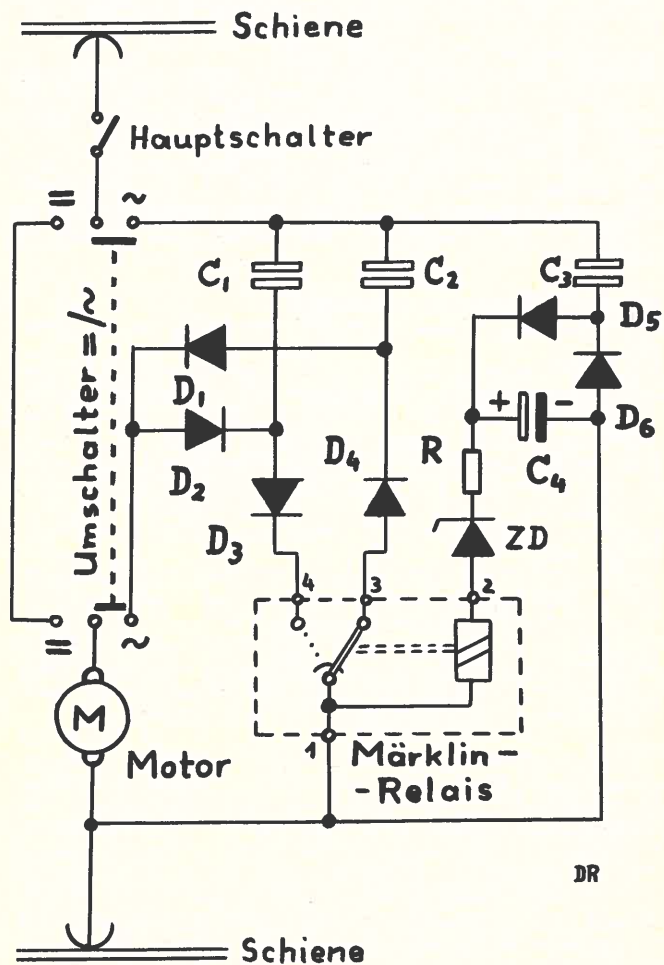 Schiene
Hauptschalter
= ~
C1 C2 C3
D5
Umschalter =/~
D1
+ -
D6
D2
D4
R
C4
D3
ZD
4 3 2
= ~
M
Motor
1
Märklin-
-Relais
DR
Schiene